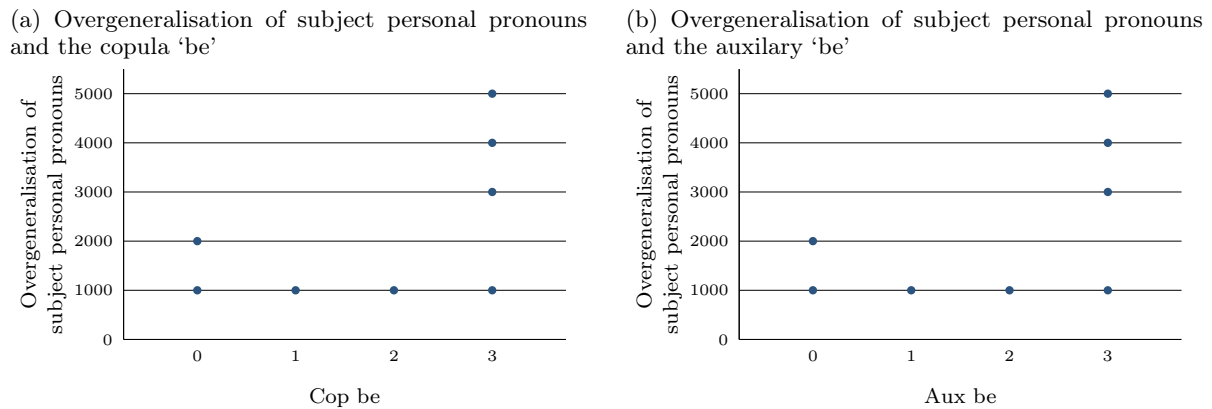 (a) Overgeneralisation of subject personal pronouns
and the copula ‘be’
Overgeneralisation of
subject personal pronouns
5000
4000
3000
2000
1000
0
0 1 2 3
Cop be
(b) Overgeneralisation of subject personal pronouns
and the auxilary ‘be’
Overgeneralisation of
subject personal pronouns
5000
4000
3000
2000
1000
0
0 1 2 3
Aux be